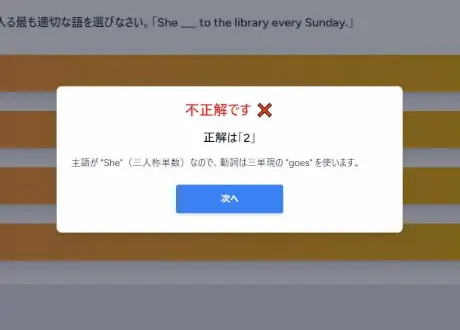 入る最も適切な語を選びなさい。「She ___ to the library every Sunday.」
不正解です ❌
正解は「2」
主語が "She"（三人称単数）なので、動詞は三単現の "goes" を使います。
次へ